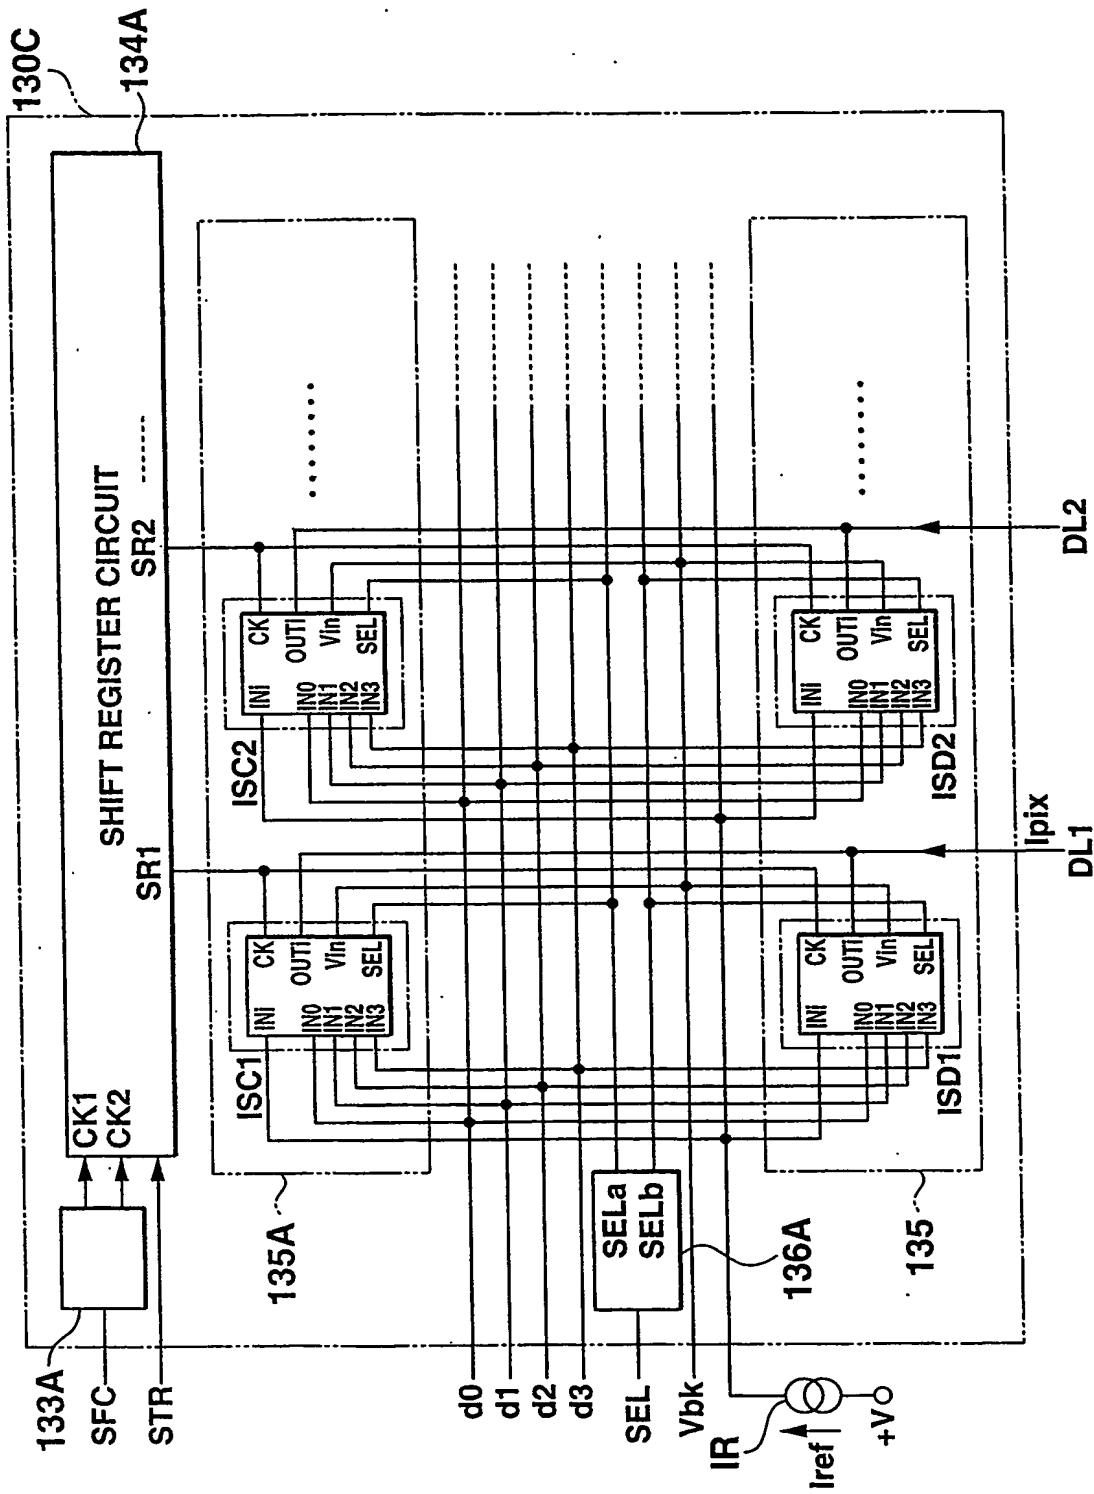 130C
134A
SHIFT REGISTER CIRCUIT
CK1
CK2
SR1
SR2
133A
SFC
STR
135A
ISC1
INi
IN0
IN1
IN2
IN3
CK
OUTi
Vin
SEL
ISC2
INi
IN0
IN1
IN2
IN3
CK
OUTi
Vin
SEL
d0
d1
d2
d3
SEL
Vbk
SELa
SELb
136A
IR
Iref
+V
135
ISD1
INi
IN0
IN1
IN2
IN3
CK
OUTi
Vin
SEL
ISD2
INi
IN0
IN1
IN2
IN3
CK
OUTi
Vin
SEL
Ipix
DL1
DL2